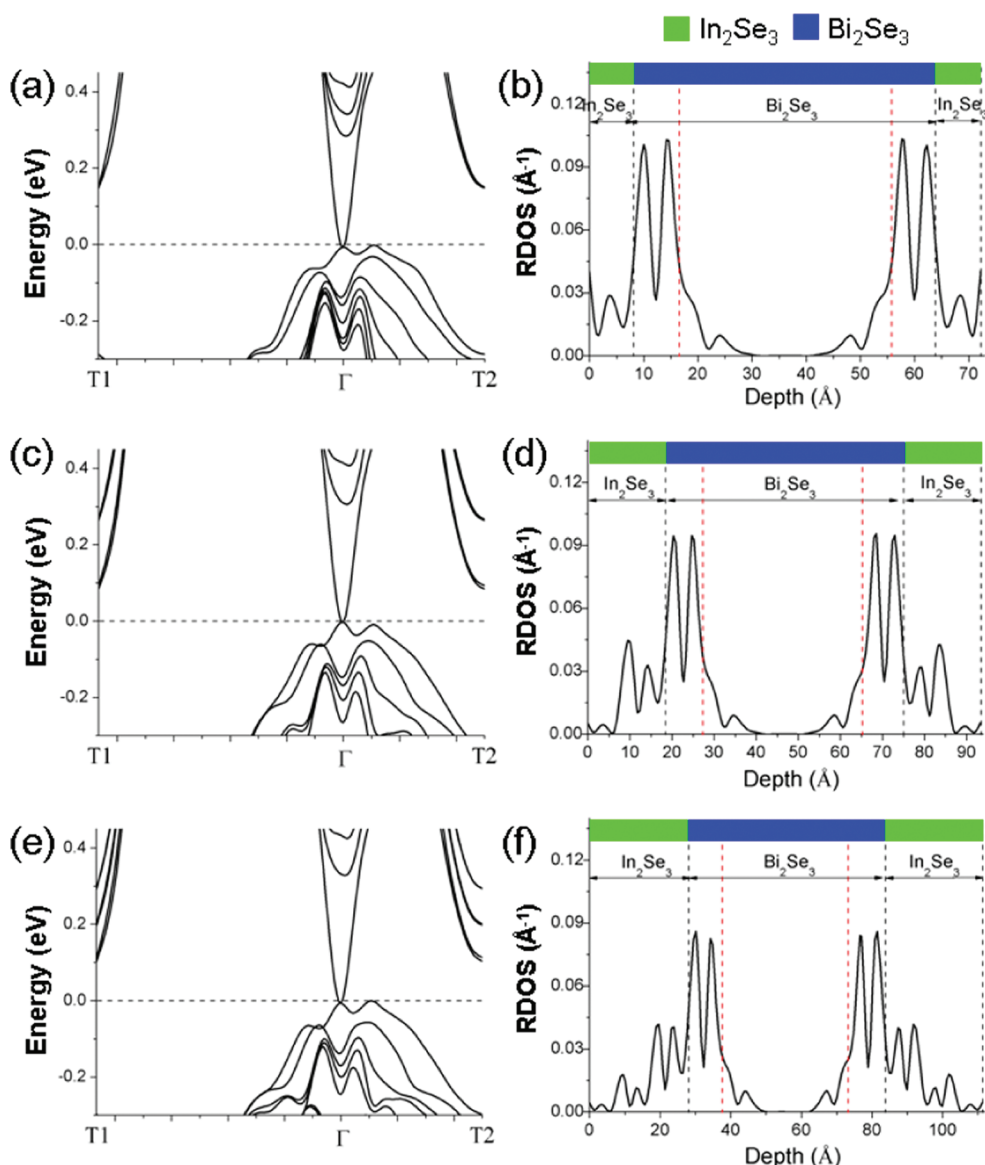 In2Se3 Bi2Se3
(a)
Energy (eV)
0.4
0.2
0.0
-0.2
T1 Γ T2
(b)
RDOS (Å-1)
0.12
0.09
0.06
0.03
0.00
In2Se3 Bi2Se3 In2Se3
0 10 20 30 40 50 60 70
Depth (Å)
(c)
Energy (eV)
0.4
0.2
0.0
-0.2
T1 Γ T2
(d)
RDOS (Å-1)
0.12
0.09
0.06
0.03
0.00
In2Se3 Bi2Se3 In2Se3
0 10 20 30 40 50 60 70 80 90
Depth (Å)
(e)
Energy (eV)
0.4
0.2
0.0
-0.2
T1 Γ T2
(f)
RDOS (Å-1)
0.12
0.09
0.06
0.03
0.00
In2Se3 Bi2Se3 In2Se3
0 20 40 60 80 100
Depth (Å)